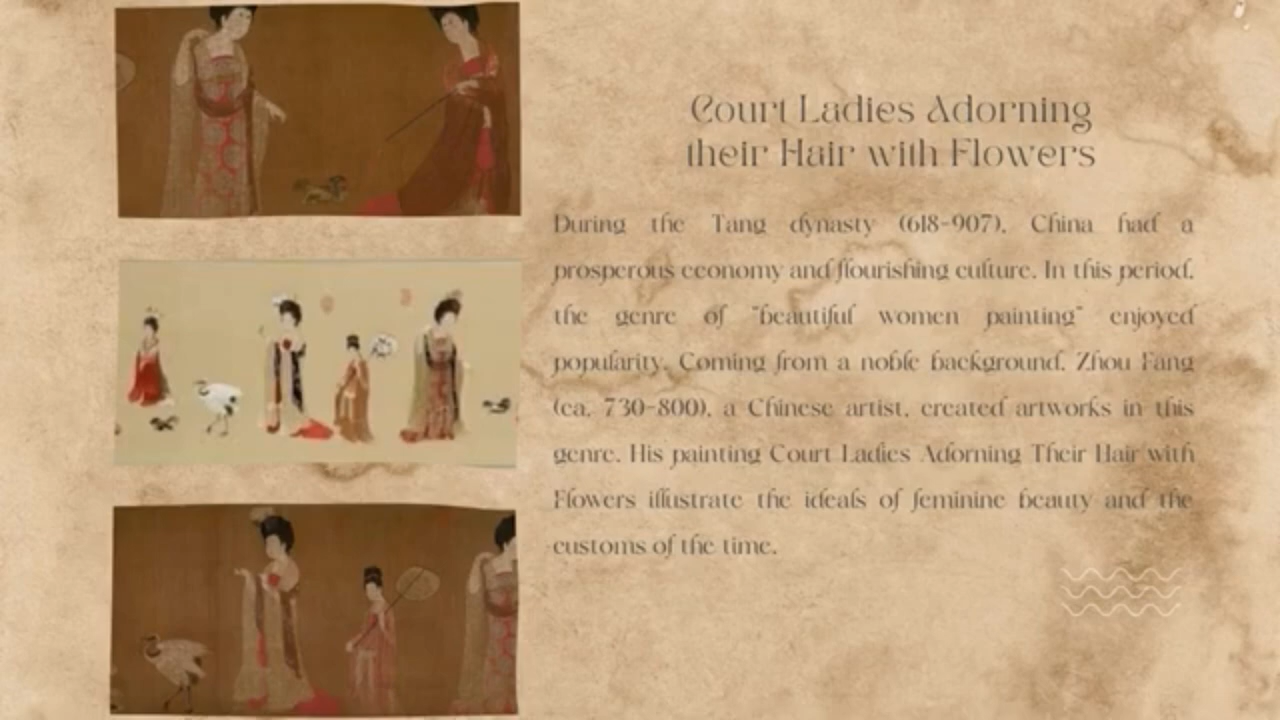 Court Ladies Adorning
their Hair with Flowers
During the Tang dynasty (618-907), China had a
prosperous economy and flourishing culture. In this period,
the genre of "beautiful women painting" enjoyed
popularity. Coming from a noble background, Zhou Fang
(ca. 730-800), a Chinese artist, created artworks in this
genre. His painting Court Ladies Adorning Their Hair with
Flowers illustrate the ideals of feminine beauty and the
customs of the time.